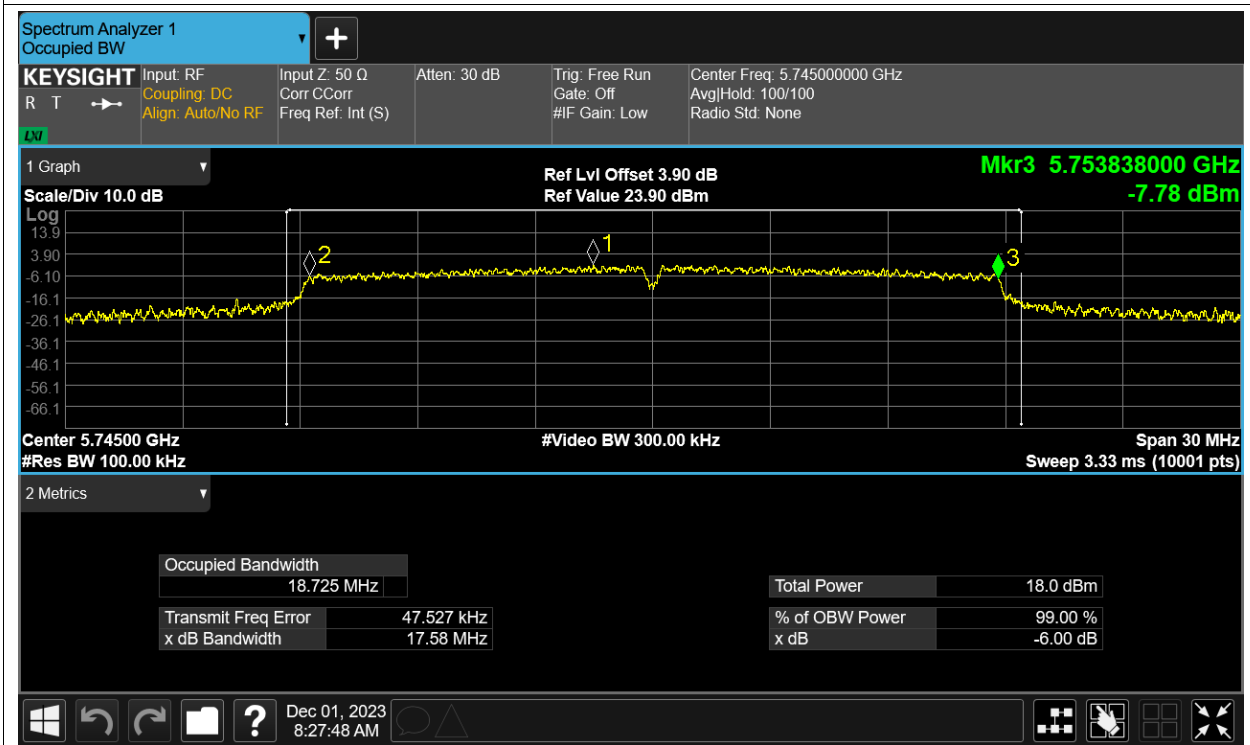 Spectrum Analyzer 1
Occupied BW
KEYSIGHT
R T
LXI
Input: RF
Coupling: DC
Align: Auto/No RF
Input Z: 50 Ω
Corr CCorr
Freq Ref: Int (S)
Atten: 30 dB
Trig: Free Run
Gate: Off
#IF Gain: Low
Center Freq: 5.745000000 GHz
Avg|Hold: 100/100
Radio Std: None
1 Graph
Scale/Div 10.0 dB
Ref Lvl Offset 3.90 dB
Ref Value 23.90 dBm
Mkr3 5.753838000 GHz
-7.78 dBm
Log
13.9
3.90
-6.10
-16.1
-26.1
-36.1
-46.1
-56.1
-66.1
2
1
3
Center 5.74500 GHz
#Video BW 300.00 kHz
Span 30 MHz
#Res BW 100.00 kHz
Sweep 3.33 ms (10001 pts)
2 Metrics
Occupied Bandwidth
18.725 MHz
Transmit Freq Error 47.527 kHz
x dB Bandwidth 17.58 MHz
Total Power 18.0 dBm
% of OBW Power 99.00 %
x dB -6.00 dB
?
Dec 01, 2023
8:27:48 AM